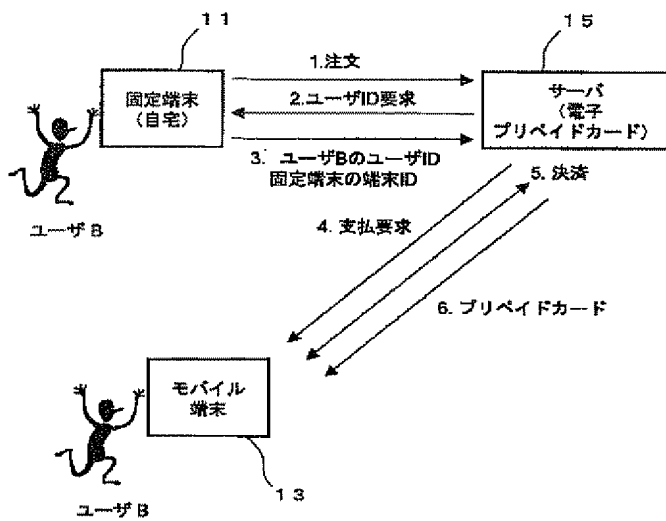 11
15
固定端末
(自宅)
1.注文
2.ユーザID要求
3. ユーザBのユーザID
固定端末の端末ID
サーバ
(電子
プリペイドカード)
ユーザB
5. 決済
4. 支払要求
6. プリペイドカード
モバイル
端末
13
ユーザB